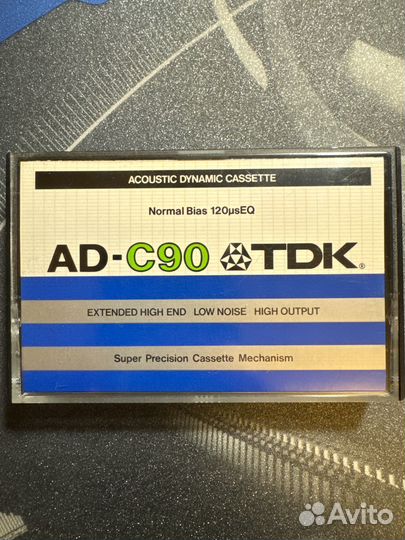 ACOUSTIC DYNAMIC CASSETTE
Normal Bias 120µsEQ
AD-C90 TDK®
EXTENDED HIGH END LOW NOISE HIGH OUTPUT
Super Precision Cassette Mechanism
Avito